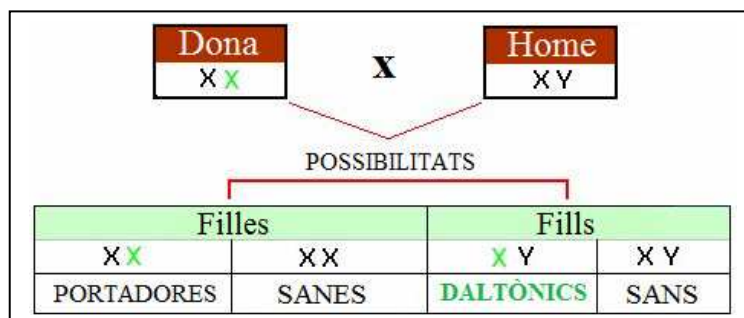 Dona x Home
X X X Y
POSSIBILITATS
Filles Fills
X X X X X Y X Y
PORTADORES SANES DALTÒNICS SANS